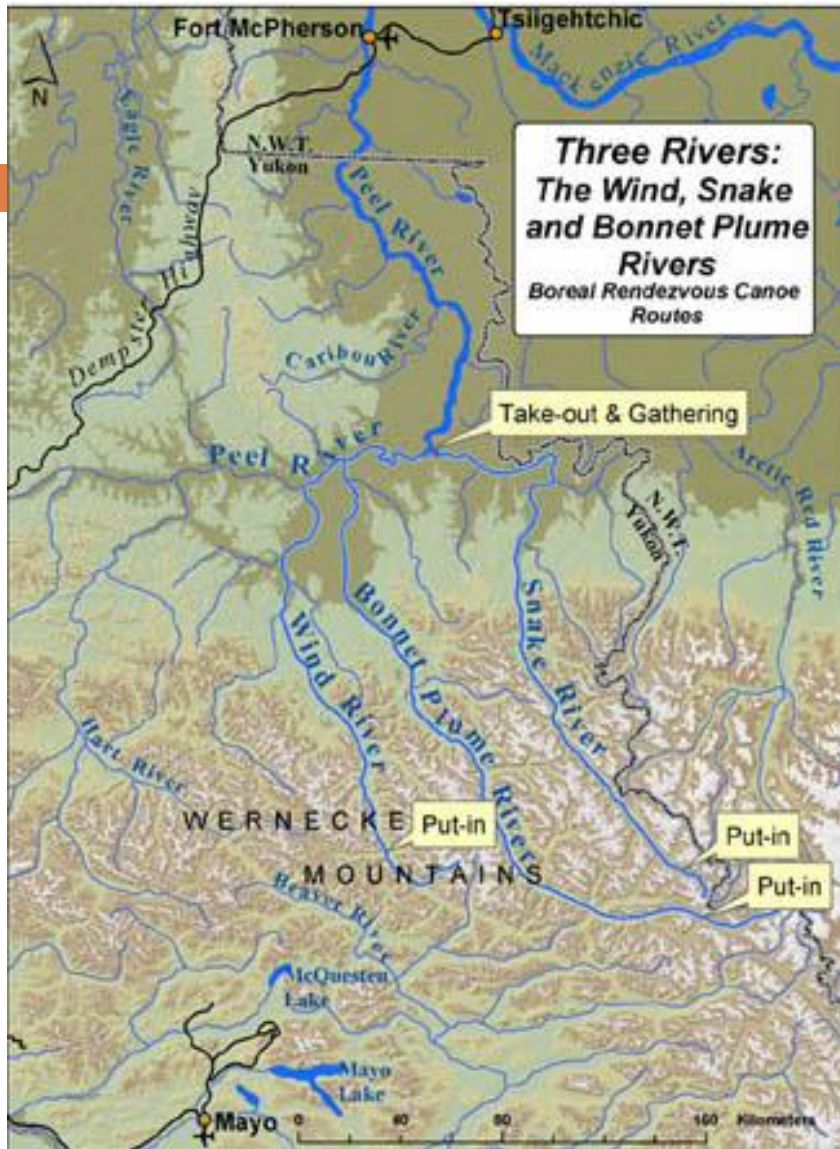 Fort McPherson
Tsiigehtchic
Mackenzie River
N
Eagle River
N.W.T.
Yukon
Three Rivers:
The Wind, Snake
and Bonnet Plume
Rivers
Boreal Rendezvous Canoe
Routes
Peel River
Dempster Highway
Caribou River
Take-out & Gathering
Peel River
Arctic Red River
N.W.T.
Yukon
Wind River
Bonnet Plume Rivers
Snake River
Hart River
WERNECKE
MOUNTAINS
Put-in
Put-in
Put-in
Beaver River
McQuesten
Lake
Mayo
Lake
Mayo
0 40 80 160 Kilometers